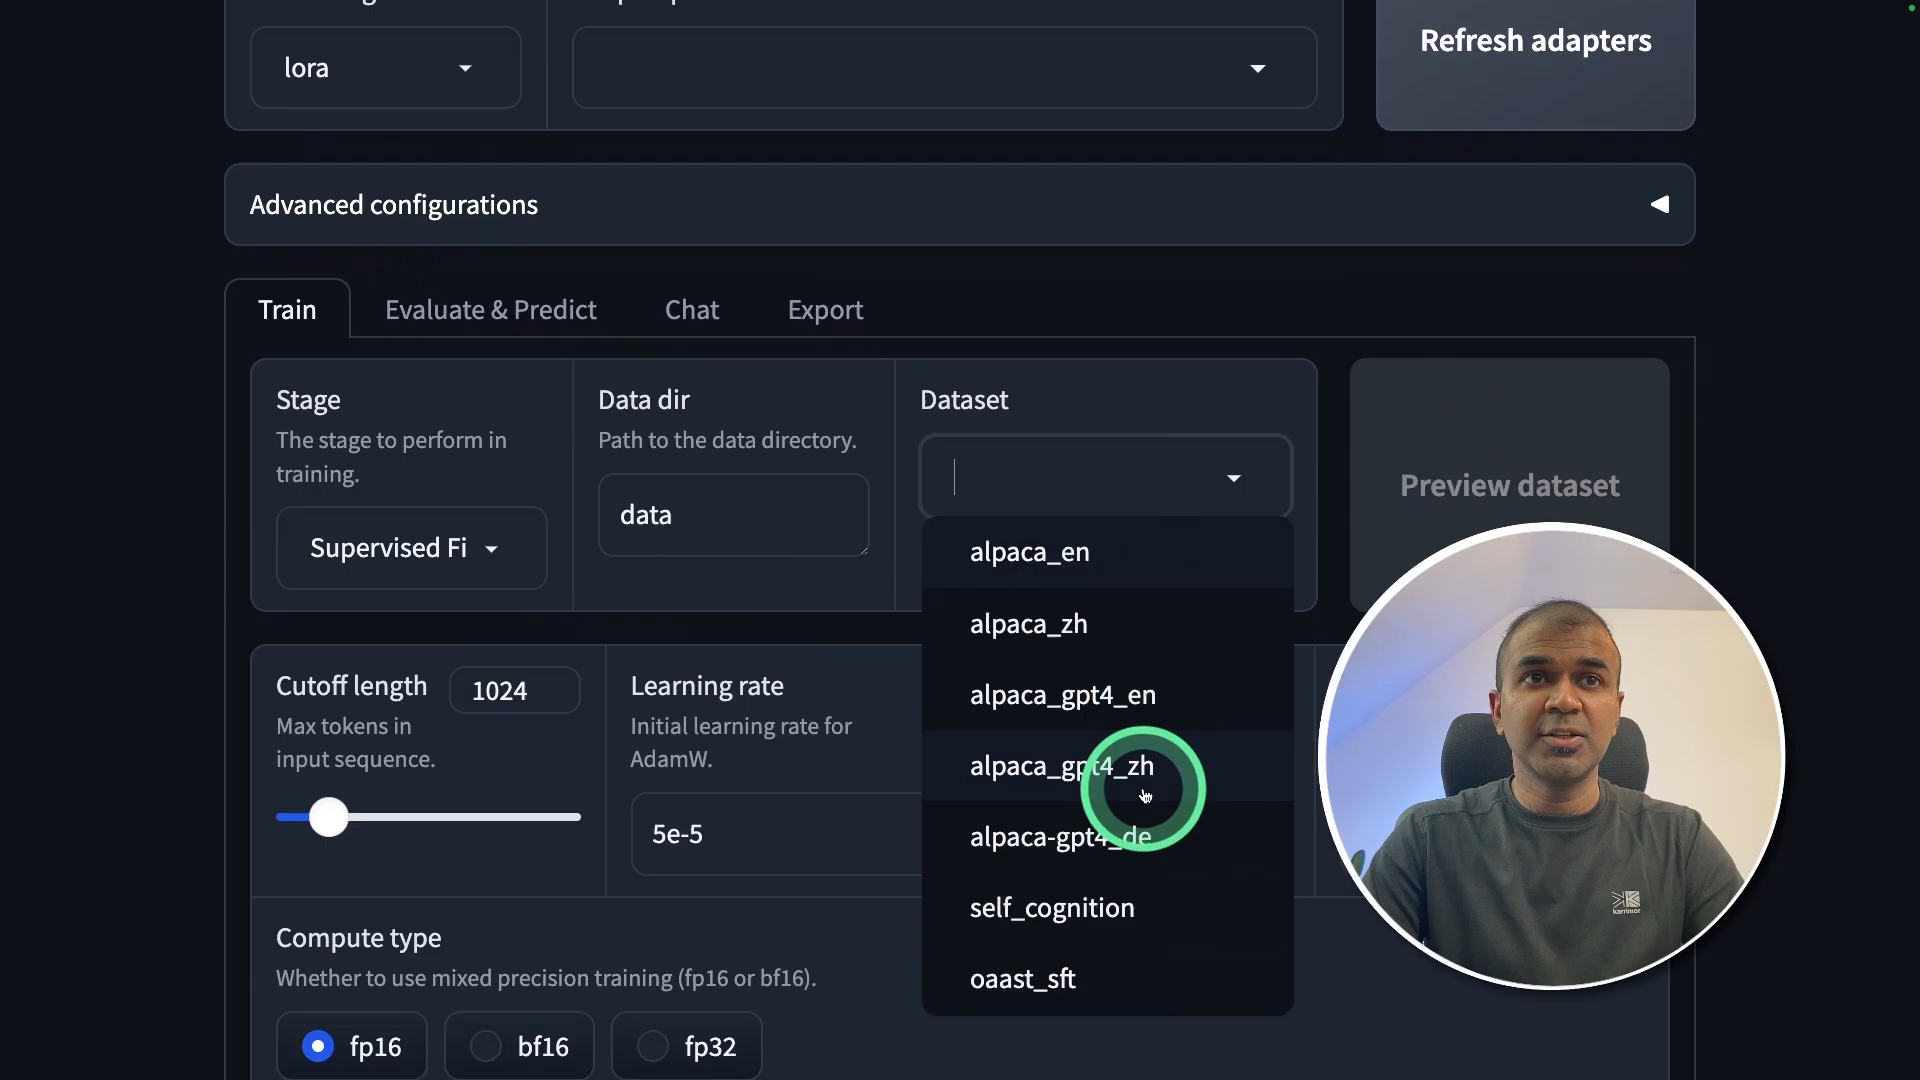 lora
Refresh adapters
Advanced configurations
Train
Evaluate & Predict
Chat
Export
Stage
The stage to perform in
training.
Supervised Fi
Data dir
Path to the data directory.
data
Dataset
alpaca_en
alpaca_zh
alpaca_gpt4_en
alpaca_gpt4_zh
alpaca-gpt4_de
self_cognition
oaast_sft
Preview dataset
Cutoff length
1024
Max tokens in
input sequence.
Learning rate
Initial learning rate for
AdamW.
5e-5
Compute type
Whether to use mixed precision training (fp16 or bf16).
fp16
bf16
fp32
karrimor